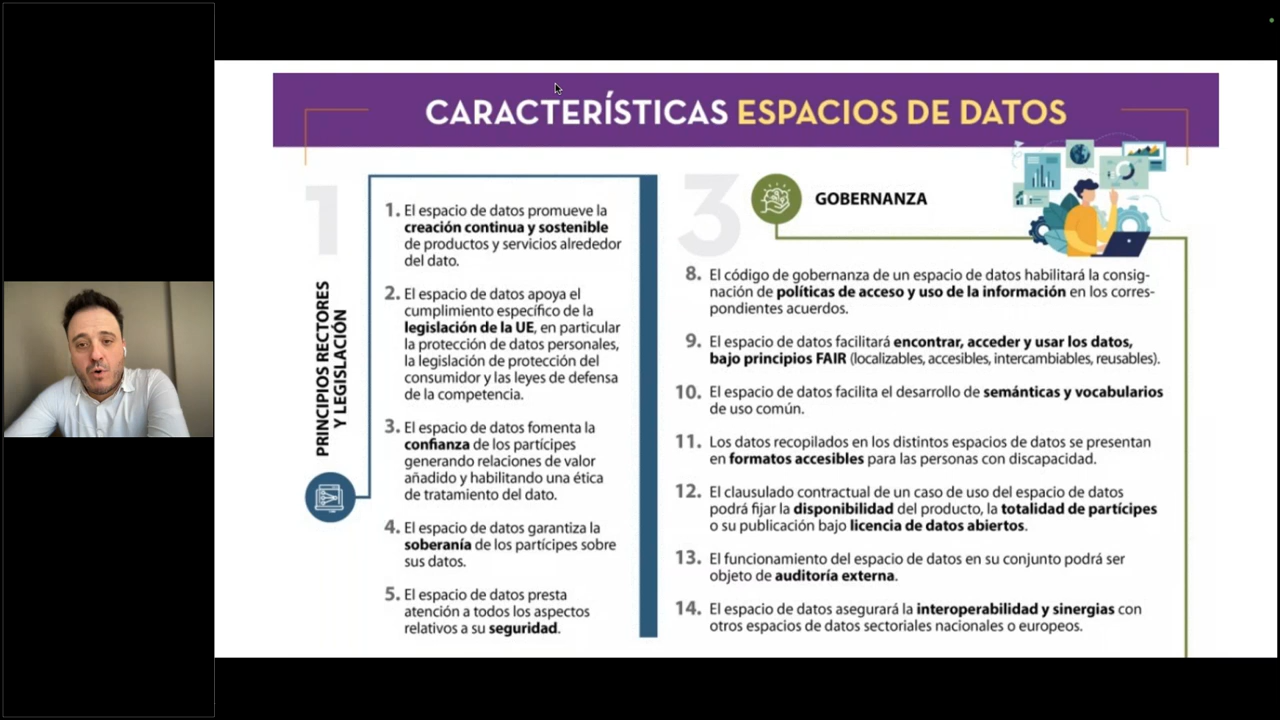 CARACTERÍSTICAS ESPACIOS DE DATOS
1
PRINCIPIOS RECTORES
Y LEGISLACIÓN
1. El espacio de datos promueve la
creación continua y sostenible
de productos y servicios alrededor
del dato.
2. El espacio de datos apoya el
cumplimiento específico de la
legislación de la UE, en particular
la protección de datos personales,
la legislación de protección del
consumidor y las leyes de defensa
de la competencia.
3. El espacio de datos fomenta la
confianza de los partícipes
generando relaciones de valor
añadido y habilitando una ética
de tratamiento del dato.
4. El espacio de datos garantiza la
soberanía de los partícipes sobre
sus datos.
5. El espacio de datos presta
atención a todos los aspectos
relativos a su seguridad.
3
GOBERNANZA
8. El código de gobernanza de un espacio de datos habilitará la consig-
nación de políticas de acceso y uso de la información en los corres-
pondientes acuerdos.
9. El espacio de datos facilitará encontrar, acceder y usar los datos,
bajo principios FAIR (localizables, accesibles, intercambiables, reusables).
10. El espacio de datos facilita el desarrollo de semánticas y vocabularios
de uso común.
11. Los datos recopilados en los distintos espacios de datos se presentan
en formatos accesibles para las personas con discapacidad.
12. El clausulado contractual de un caso de uso del espacio de datos
podrá fijar la disponibilidad del producto, la totalidad de partícipes
o su publicación bajo licencia de datos abiertos.
13. El funcionamiento del espacio de datos en su conjunto podrá ser
objeto de auditoría externa.
14. El espacio de datos asegurará la interoperabilidad y sinergias con
otros espacios de datos sectoriales nacionales o europeos.